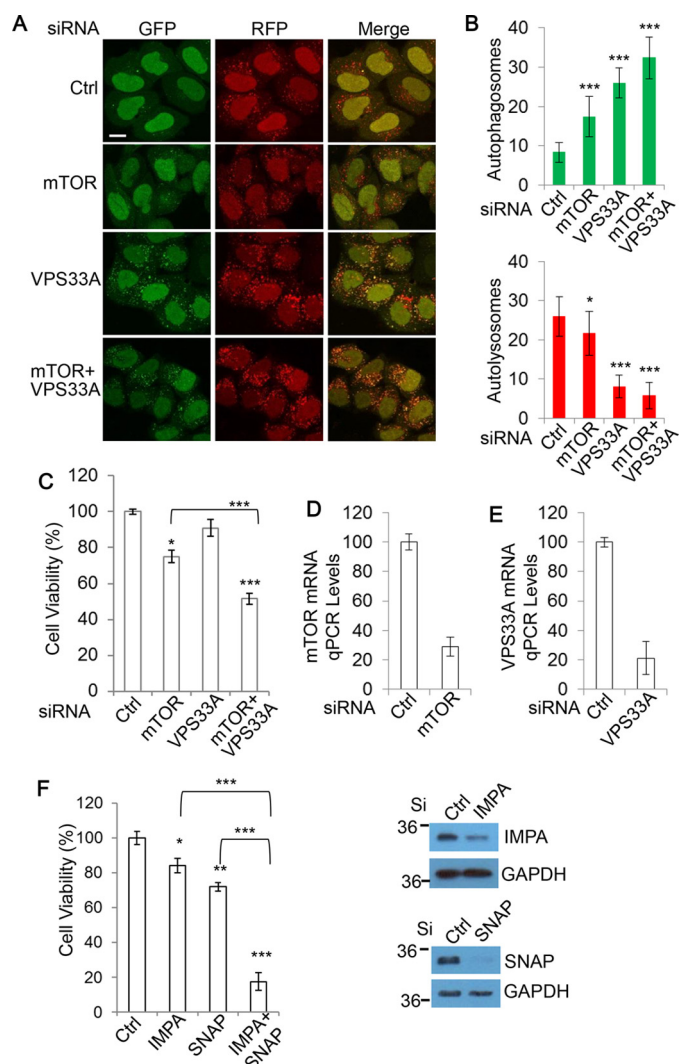 A
siRNA GFP RFP Merge
Ctrl
mTOR
VPS33A
mTOR+
VPS33A
B
Autophagosomes
40
30
20
10
0
***
***
***
siRNA
Ctrl
mTOR
VPS33A
mTOR+
VPS33A
Autolysosomes
40
30
20
10
0
*
***
***
siRNA
Ctrl
mTOR
VPS33A
mTOR+
VPS33A
C
Cell Viability (%)
120
100
80
60
40
20
0
*
***
***
siRNA
Ctrl
mTOR
VPS33A
mTOR+
VPS33A
D
mTOR mRNA
qPCR Levels
120
100
80
60
40
20
0
siRNA
Ctrl
mTOR
E
VPS33A mRNA
qPCR Levels
120
100
80
60
40
20
0
siRNA
Ctrl
VPS33A
F
Cell Viability (%)
120
100
80
60
40
20
0
*
**
***
***
***
Ctrl
IMPA
SNAP
IMPA+
SNAP
Si Ctrl IMPA
36
IMPA
36
GAPDH
Si Ctrl SNAP
36
SNAP
36
GAPDH